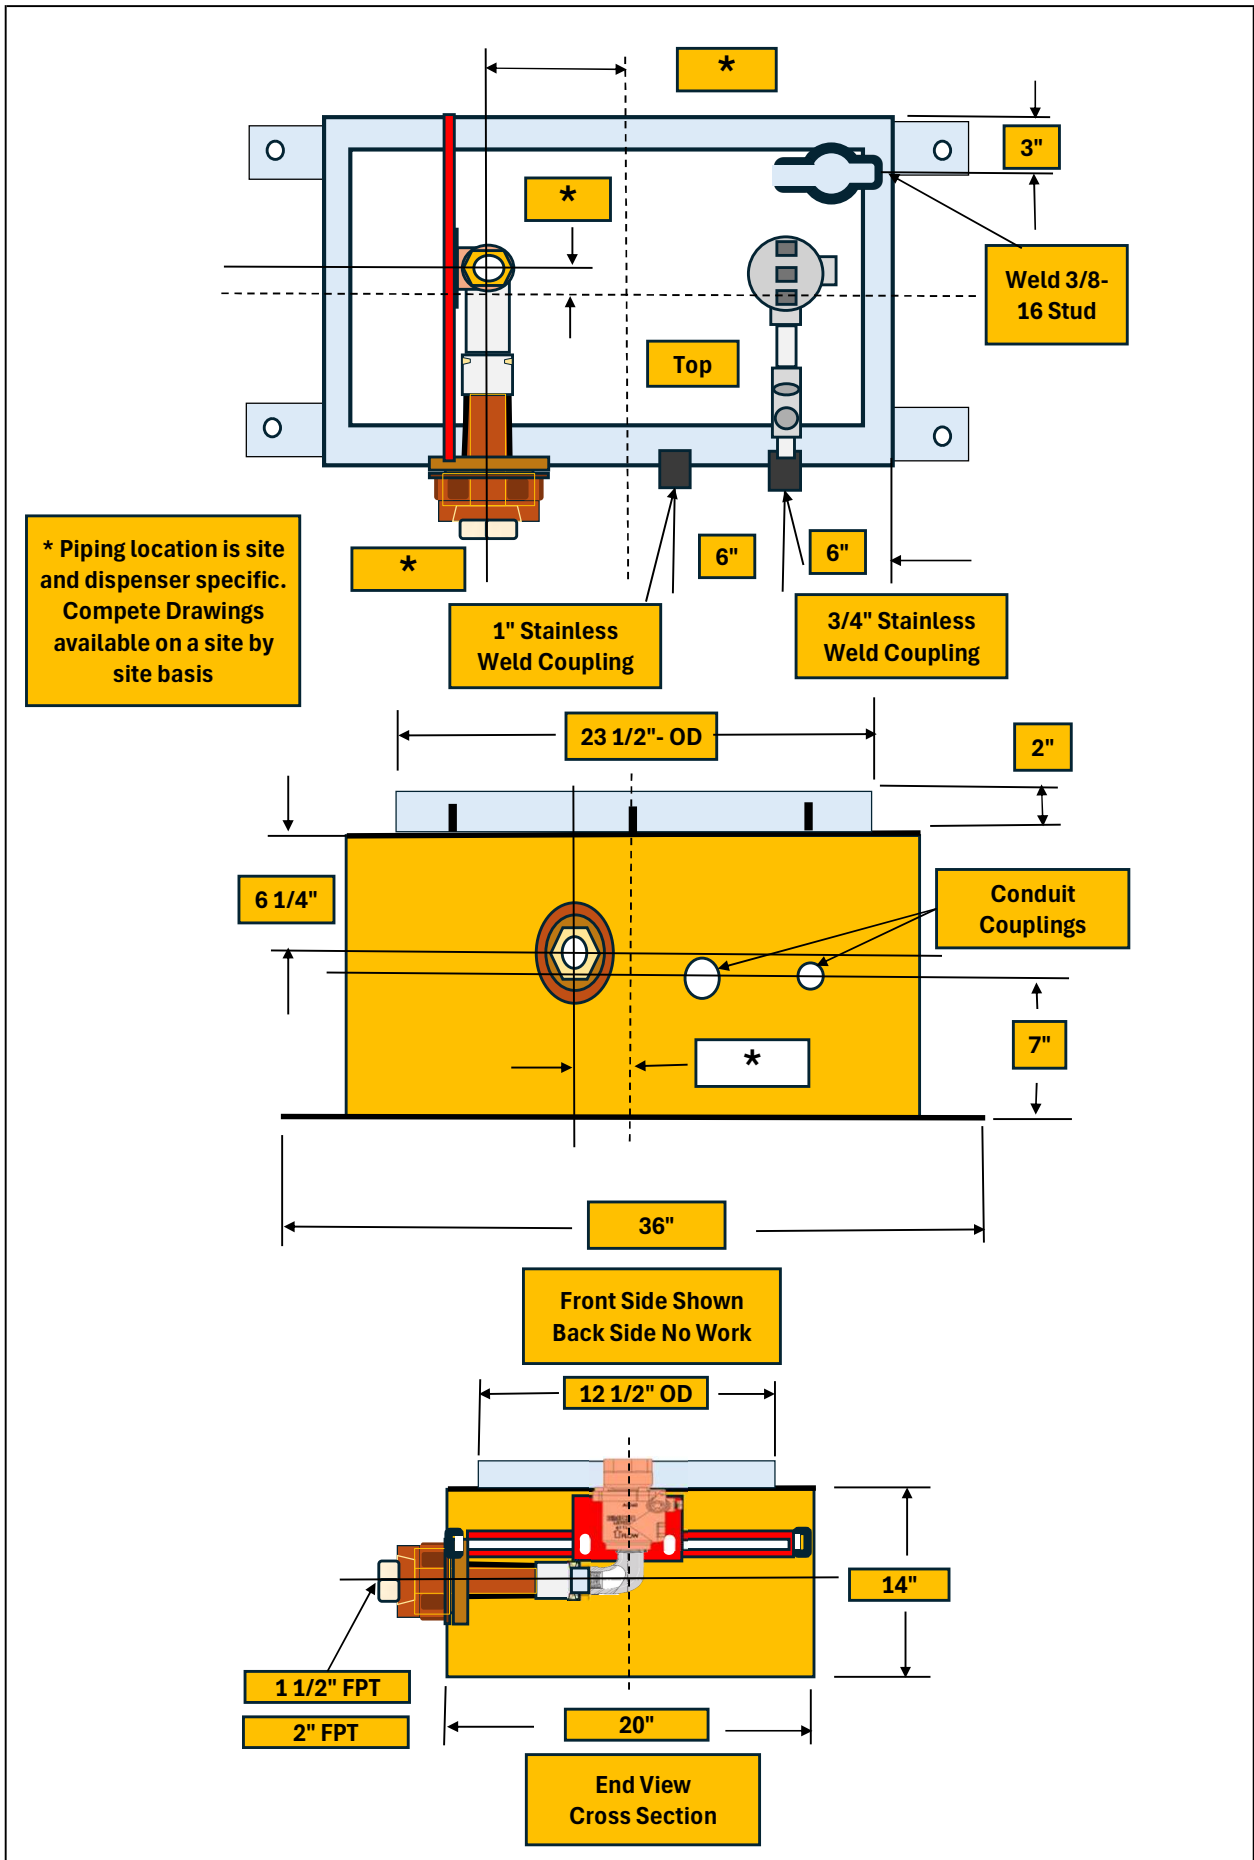 *
3"
*
Weld 3/8-
16 Stud
Top
* Piping location is site
and dispenser specific.
Compete Drawings
available on a site by
site basis
*
6"
6"
1" Stainless
Weld Coupling
3/4" Stainless
Weld Coupling
23 1/2"- OD
2"
6 1/4"
Conduit
Couplings
*
7"
36"
Front Side Shown
Back Side No Work
12 1/2" OD
14"
1 1/2" FPT
2" FPT
20"
End View
Cross Section